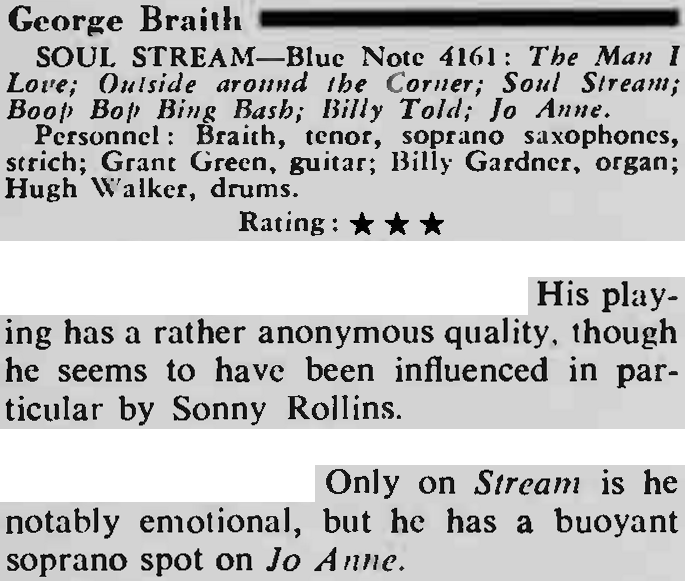 George Braith
SOUL STREAM—Blue Note 4161: The Man I
Love; Outside around the Corner; Soul Stream;
Boop Bop Bing Bash; Billy Told; Jo Anne.
Personnel: Braith, tenor, soprano saxophones,
strich; Grant Green, guitar; Billy Gardner, organ;
Hugh Walker, drums.
Rating: ★ ★ ★
His play-
ing has a rather anonymous quality, though
he seems to have been influenced in par-
ticular by Sonny Rollins.
Only on Stream is he
notably emotional, but he has a buoyant
soprano spot on Jo Anne.